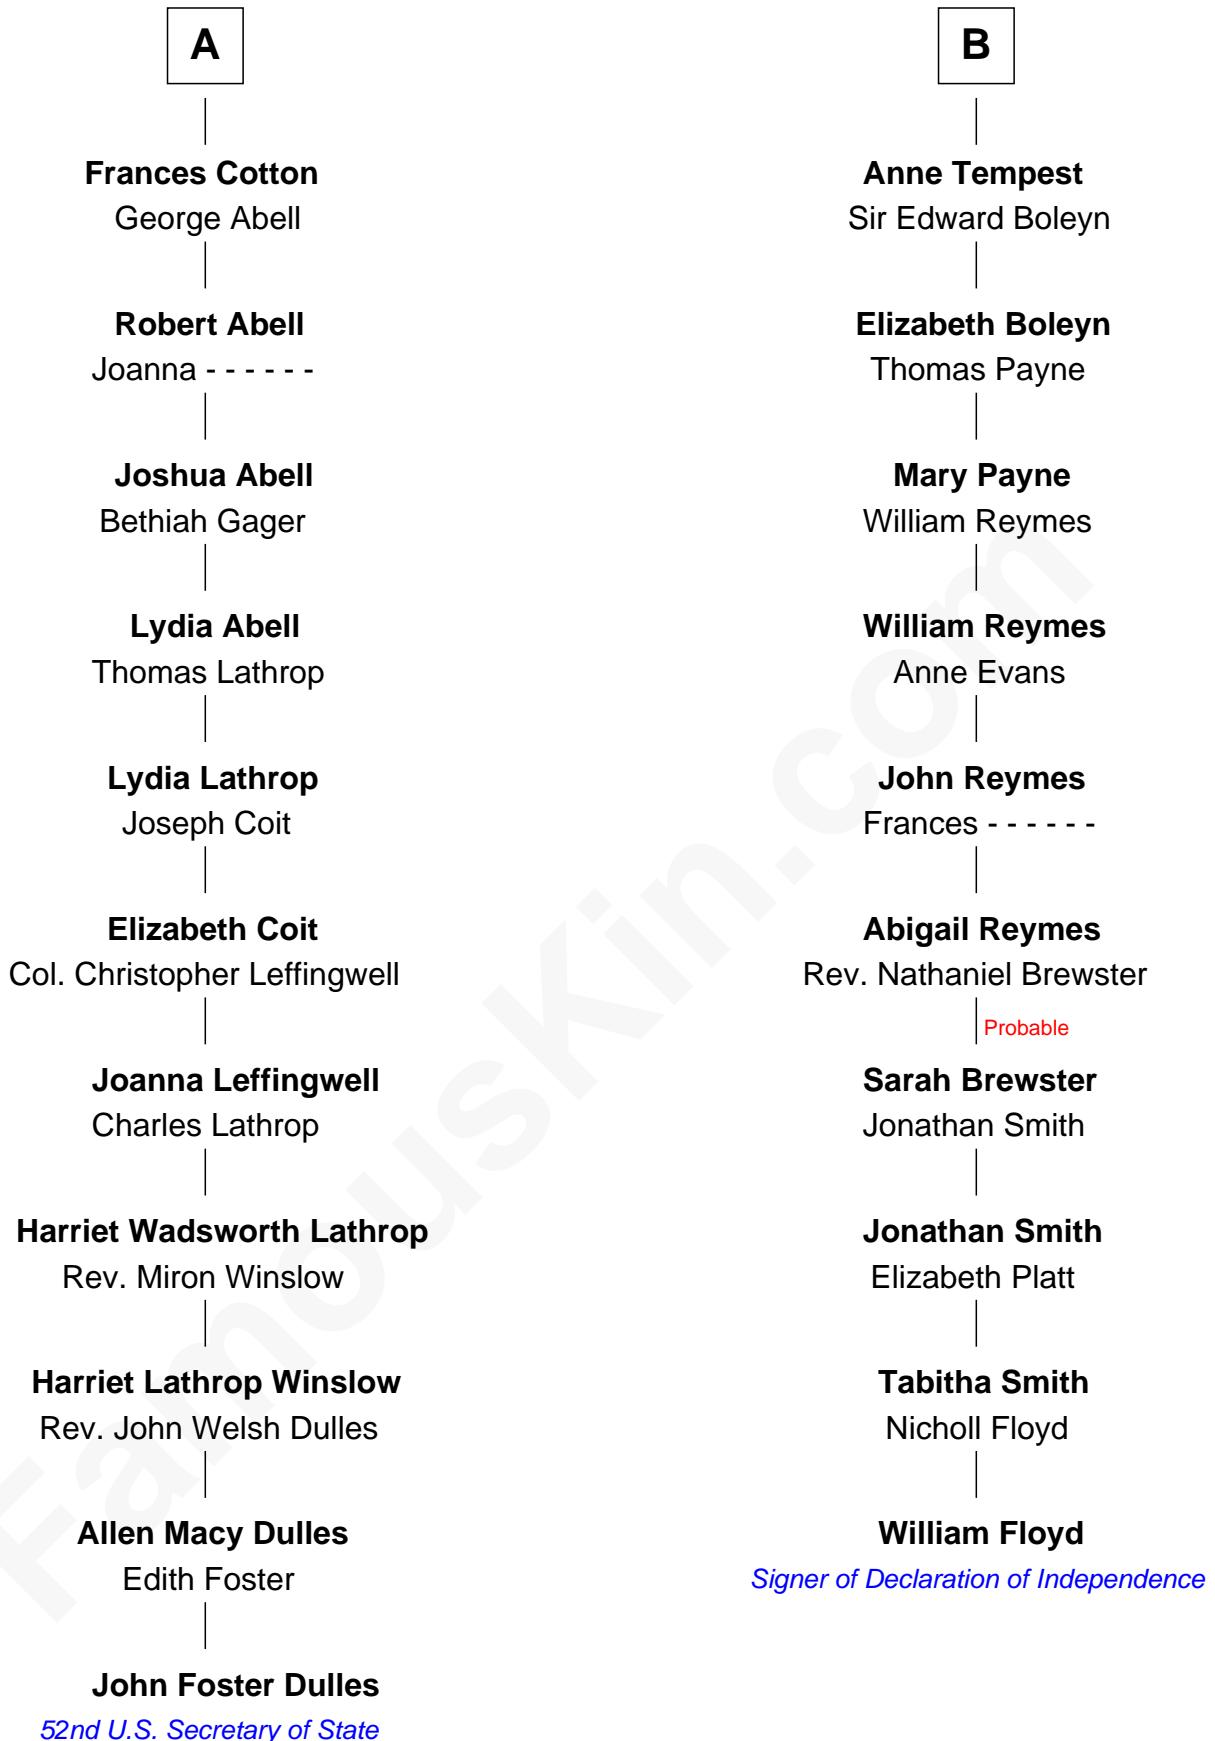 A
Frances Cotton
George Abell
Robert Abell
Joanna - - - - - -
Joshua Abell
Bethiah Gager
Lydia Abell
Thomas Lathrop
Lydia Lathrop
Joseph Coit
Elizabeth Coit
Col. Christopher Leffingwell
Joanna Leffingwell
Charles Lathrop
Harriet Wadsworth Lathrop
Rev. Miron Winslow
Harriet Lathrop Winslow
Rev. John Welsh Dulles
Allen Macy Dulles
Edith Foster
John Foster Dulles
52nd U.S. Secretary of State
B
Anne Tempest
Sir Edward Boleyn
Elizabeth Boleyn
Thomas Payne
Mary Payne
William Reymes
William Reymes
Anne Evans
John Reymes
Frances - - - - - -
Abigail Reymes
Rev. Nathaniel Brewster
Probable
Sarah Brewster
Jonathan Smith
Jonathan Smith
Elizabeth Platt
Tabitha Smith
Nicholl Floyd
William Floyd
Signer of Declaration of Independence
FamousKin.com